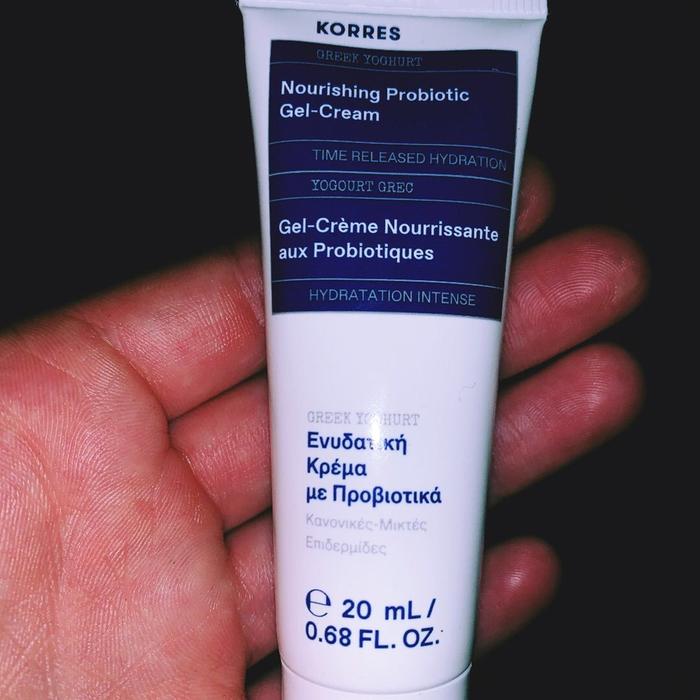 KORRES
GREEK YOGHURT
Nourishing Probiotic
Gel-Cream
TIME RELEASED HYDRATION
YOGOURT GREC
Gel-Crème Nourrissante
aux Probiotiques
HYDRATATION INTENSE
GREEK YOGHURT
Ενυδατική
Κρέμα
με Προβιοτικά
Κανονικές-Μικτές
Επιδερμίδες
℮ 20 mL /
0.68 FL. OZ.